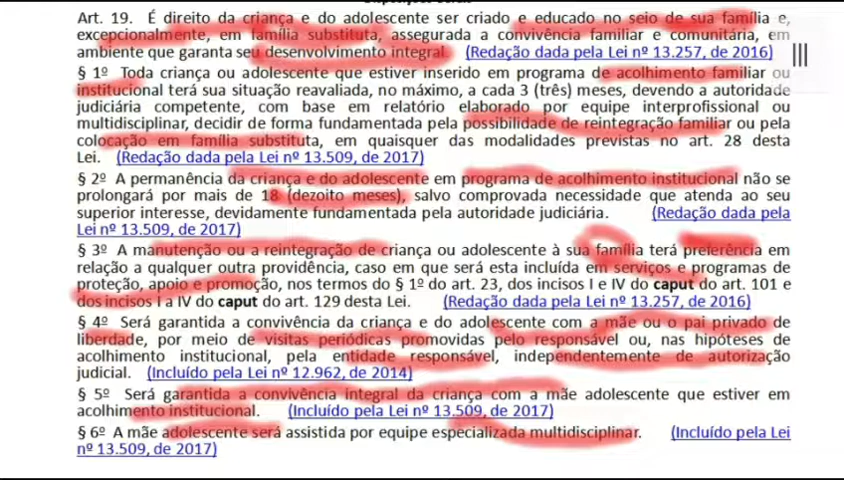 Art. 19. É direito da criança e do adolescente ser criado e educado no seio de sua família e,
excepcionalmente, em família substituta, assegurada a convivência familiar e comunitária, em
ambiente que garanta seu desenvolvimento integral. (Redação dada pela Lei nº 13.257, de 2016)
§ 1º Toda criança ou adolescente que estiver inserido em programa de acolhimento familiar ou
institucional terá sua situação reavaliada, no máximo, a cada 3 (três) meses, devendo a autoridade
judiciária competente, com base em relatório elaborado por equipe interprofissional ou
multidisciplinar, decidir de forma fundamentada pela possibilidade de reintegração familiar ou pela
colocação em família substituta, em quaisquer das modalidades previstas no art. 28 desta
Lei. (Redação dada pela Lei nº 13.509, de 2017)
§ 2º A permanência da criança e do adolescente em programa de acolhimento institucional não se
prolongará por mais de 18 (dezoito meses), salvo comprovada necessidade que atenda ao seu
superior interesse, devidamente fundamentada pela autoridade judiciária. (Redação dada pela
Lei nº 13.509, de 2017)
§ 3º A manutenção ou a reintegração de criança ou adolescente à sua família terá preferência em
relação a qualquer outra providência, caso em que será esta incluída em serviços e programas de
proteção, apoio e promoção, nos termos do § 1º do art. 23, dos incisos I e IV do caput do art. 101 e
dos incisos I a IV do caput do art. 129 desta Lei. (Redação dada pela Lei nº 13.257, de 2016)
§ 4º Será garantida a convivência da criança e do adolescente com a mãe ou o pai privado de
liberdade, por meio de visitas periódicas promovidas pelo responsável ou, nas hipóteses de
acolhimento institucional, pela entidade responsável, independentemente de autorização
judicial. (Incluído pela Lei nº 12.962, de 2014)
§ 5º Será garantida a convivência integral da criança com a mãe adolescente que estiver em
acolhimento institucional. (Incluído pela Lei nº 13.509, de 2017)
§ 6º A mãe adolescente será assistida por equipe especializada multidisciplinar. (Incluído pela Lei
nº 13.509, de 2017)